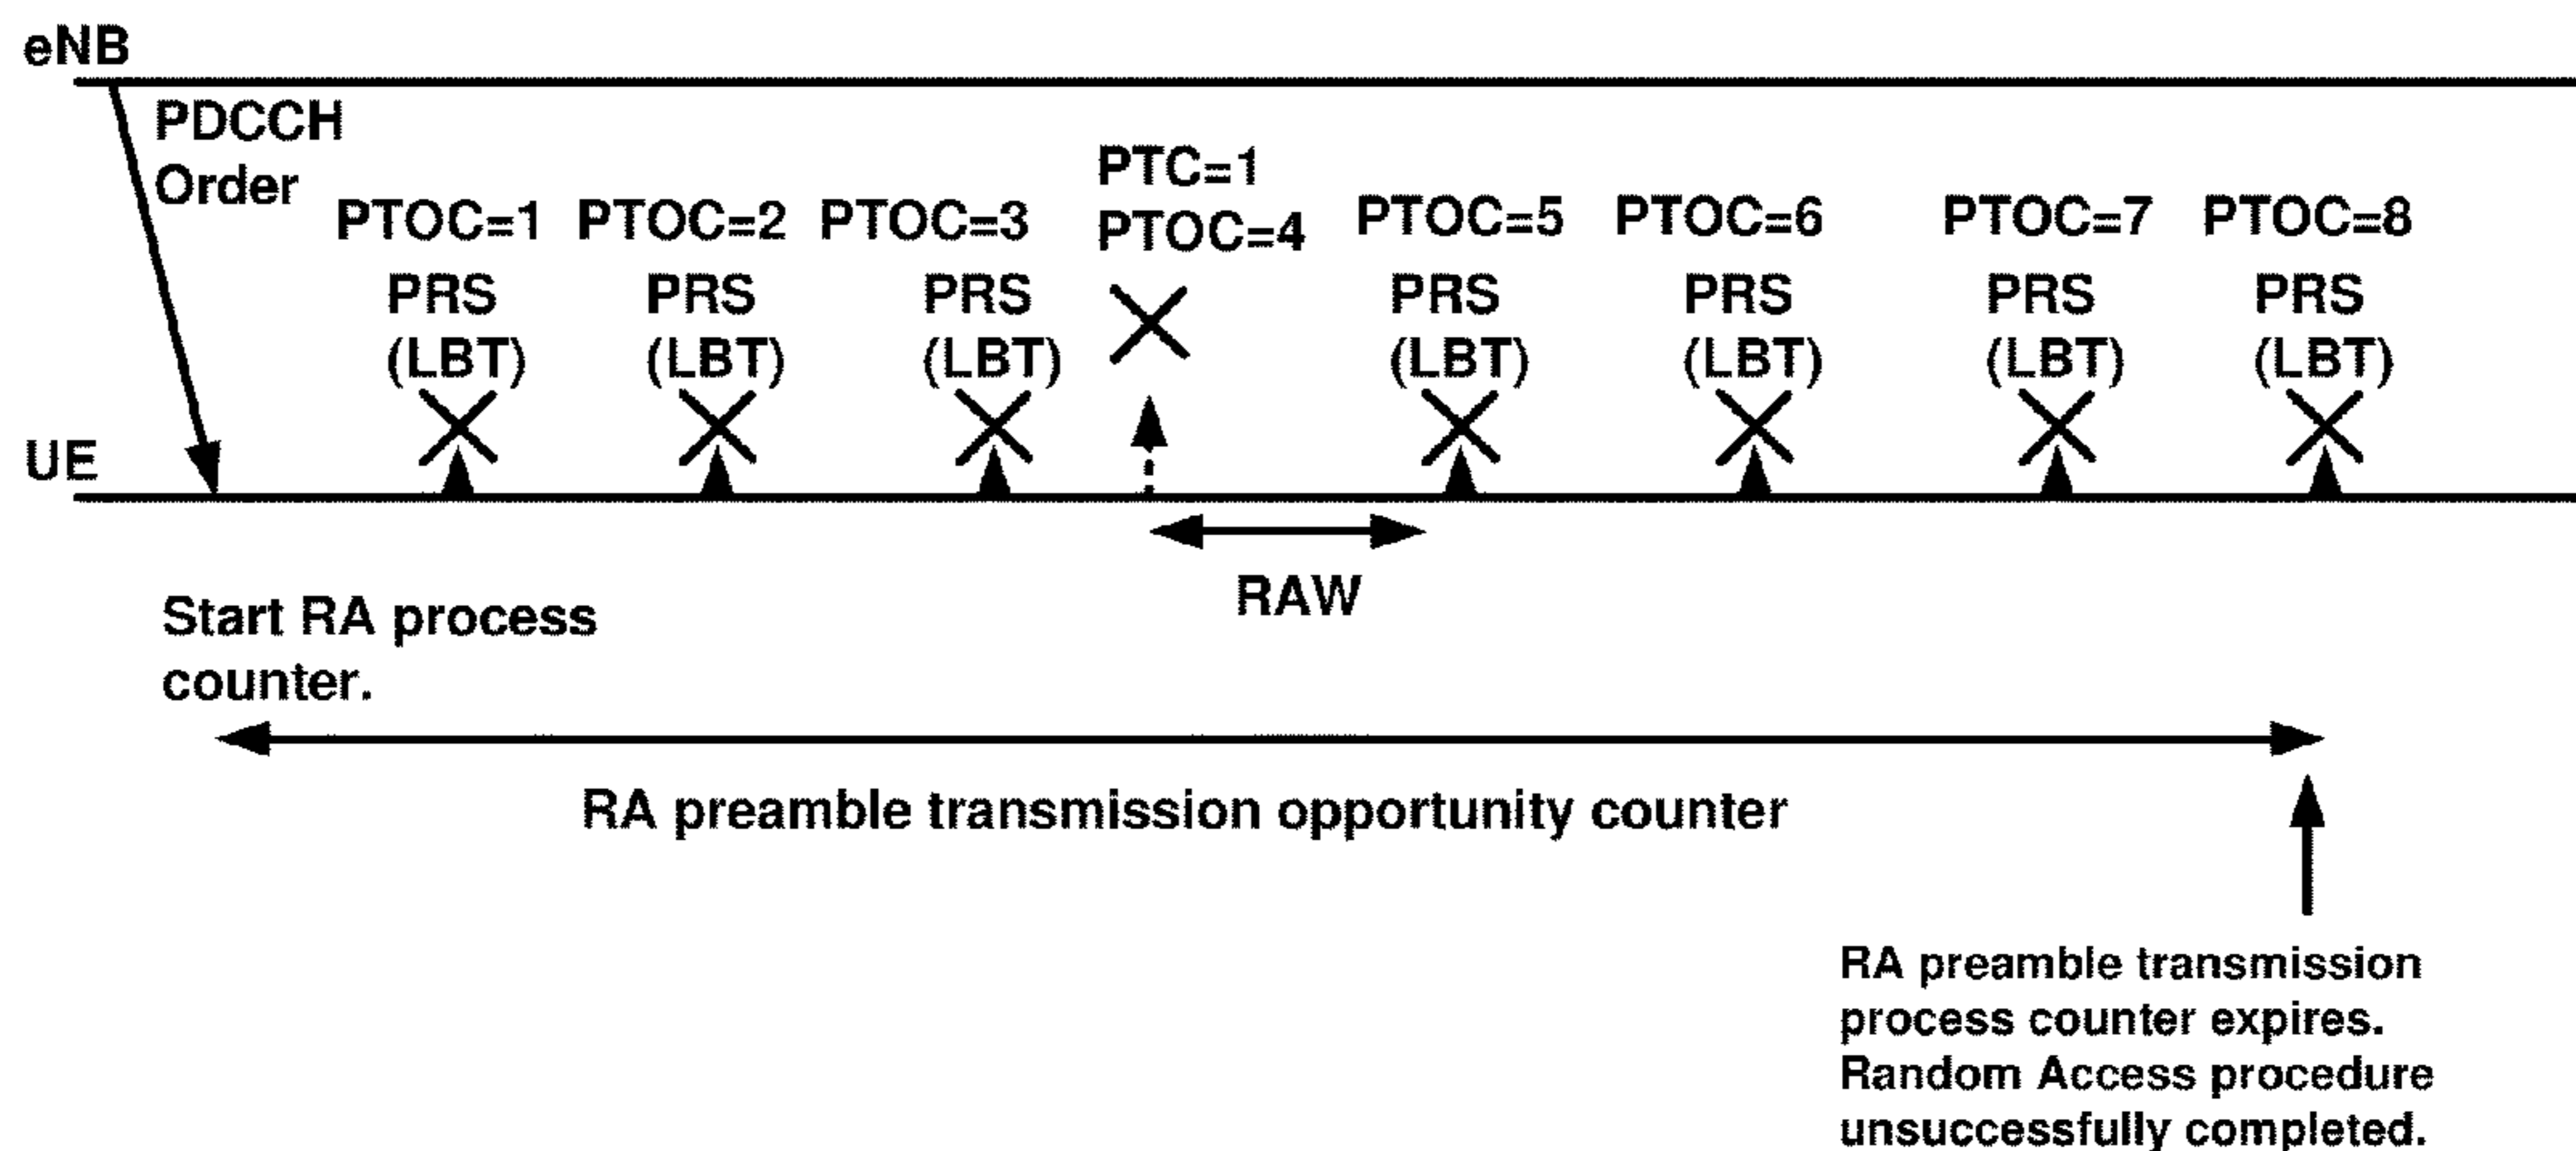 eNB
PDCCH
Order
PTC=1
PTOC=1 PTOC=2 PTOC=3 PTOC=4 PTOC=5 PTOC=6 PTOC=7 PTOC=8
PRS PRS PRS PRS PRS PRS PRS
(LBT) (LBT) (LBT) (LBT) (LBT) (LBT) (LBT)
UE
RAW
Start RA process
counter.
RA preamble transmission opportunity counter
RA preamble transmission
process counter expires.
Random Access procedure
unsuccessfully completed.